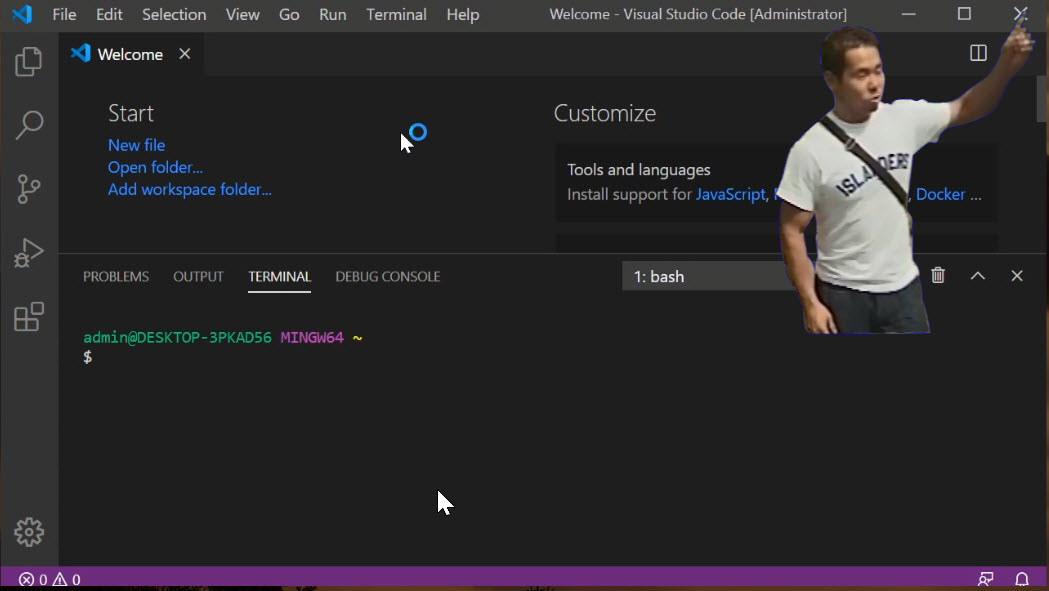 File Edit Selection View Go Run Terminal Help Welcome - Visual Studio Code [Administrator]
Welcome
Start
New file
Open folder...
Add workspace folder...
Customize
Tools and languages
Install support for JavaScript, , Docker ...
ISLANDERS
PROBLEMS OUTPUT TERMINAL DEBUG CONSOLE 1: bash
admin@DESKTOP-3PKAD56 MINGW64 ~
$
0 0